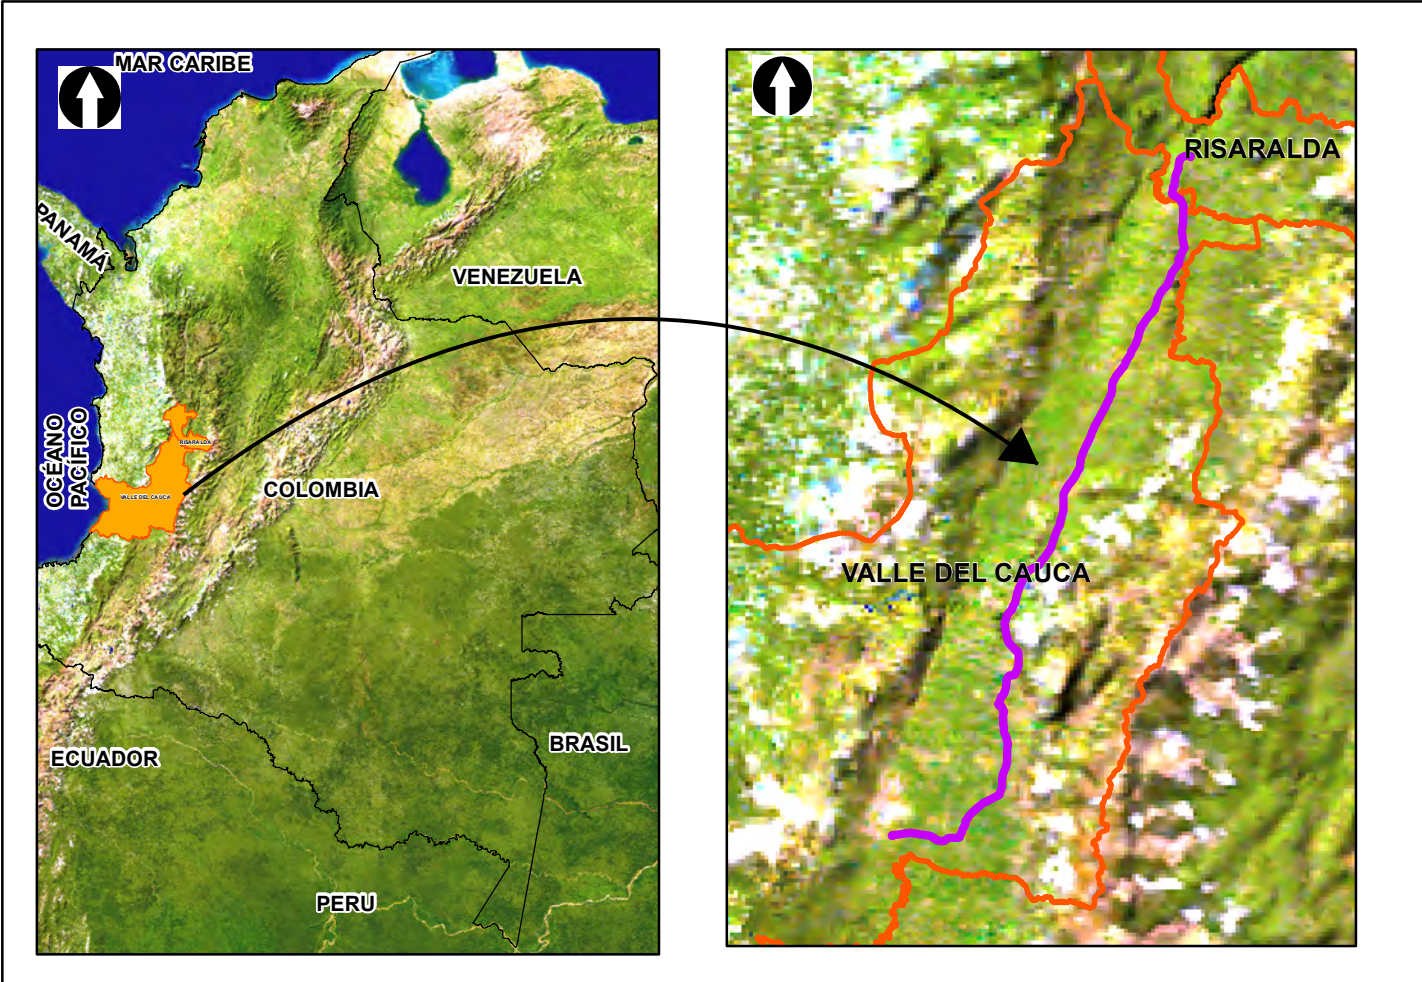 MAR CARIBE
PANAMÁ
VENEZUELA
OCÉANO
PACÍFICO
RISARALDA
VALLE DEL CAUCA
COLOMBIA
ECUADOR
BRASIL
PERU
RISARALDA
VALLE DEL CAUCA